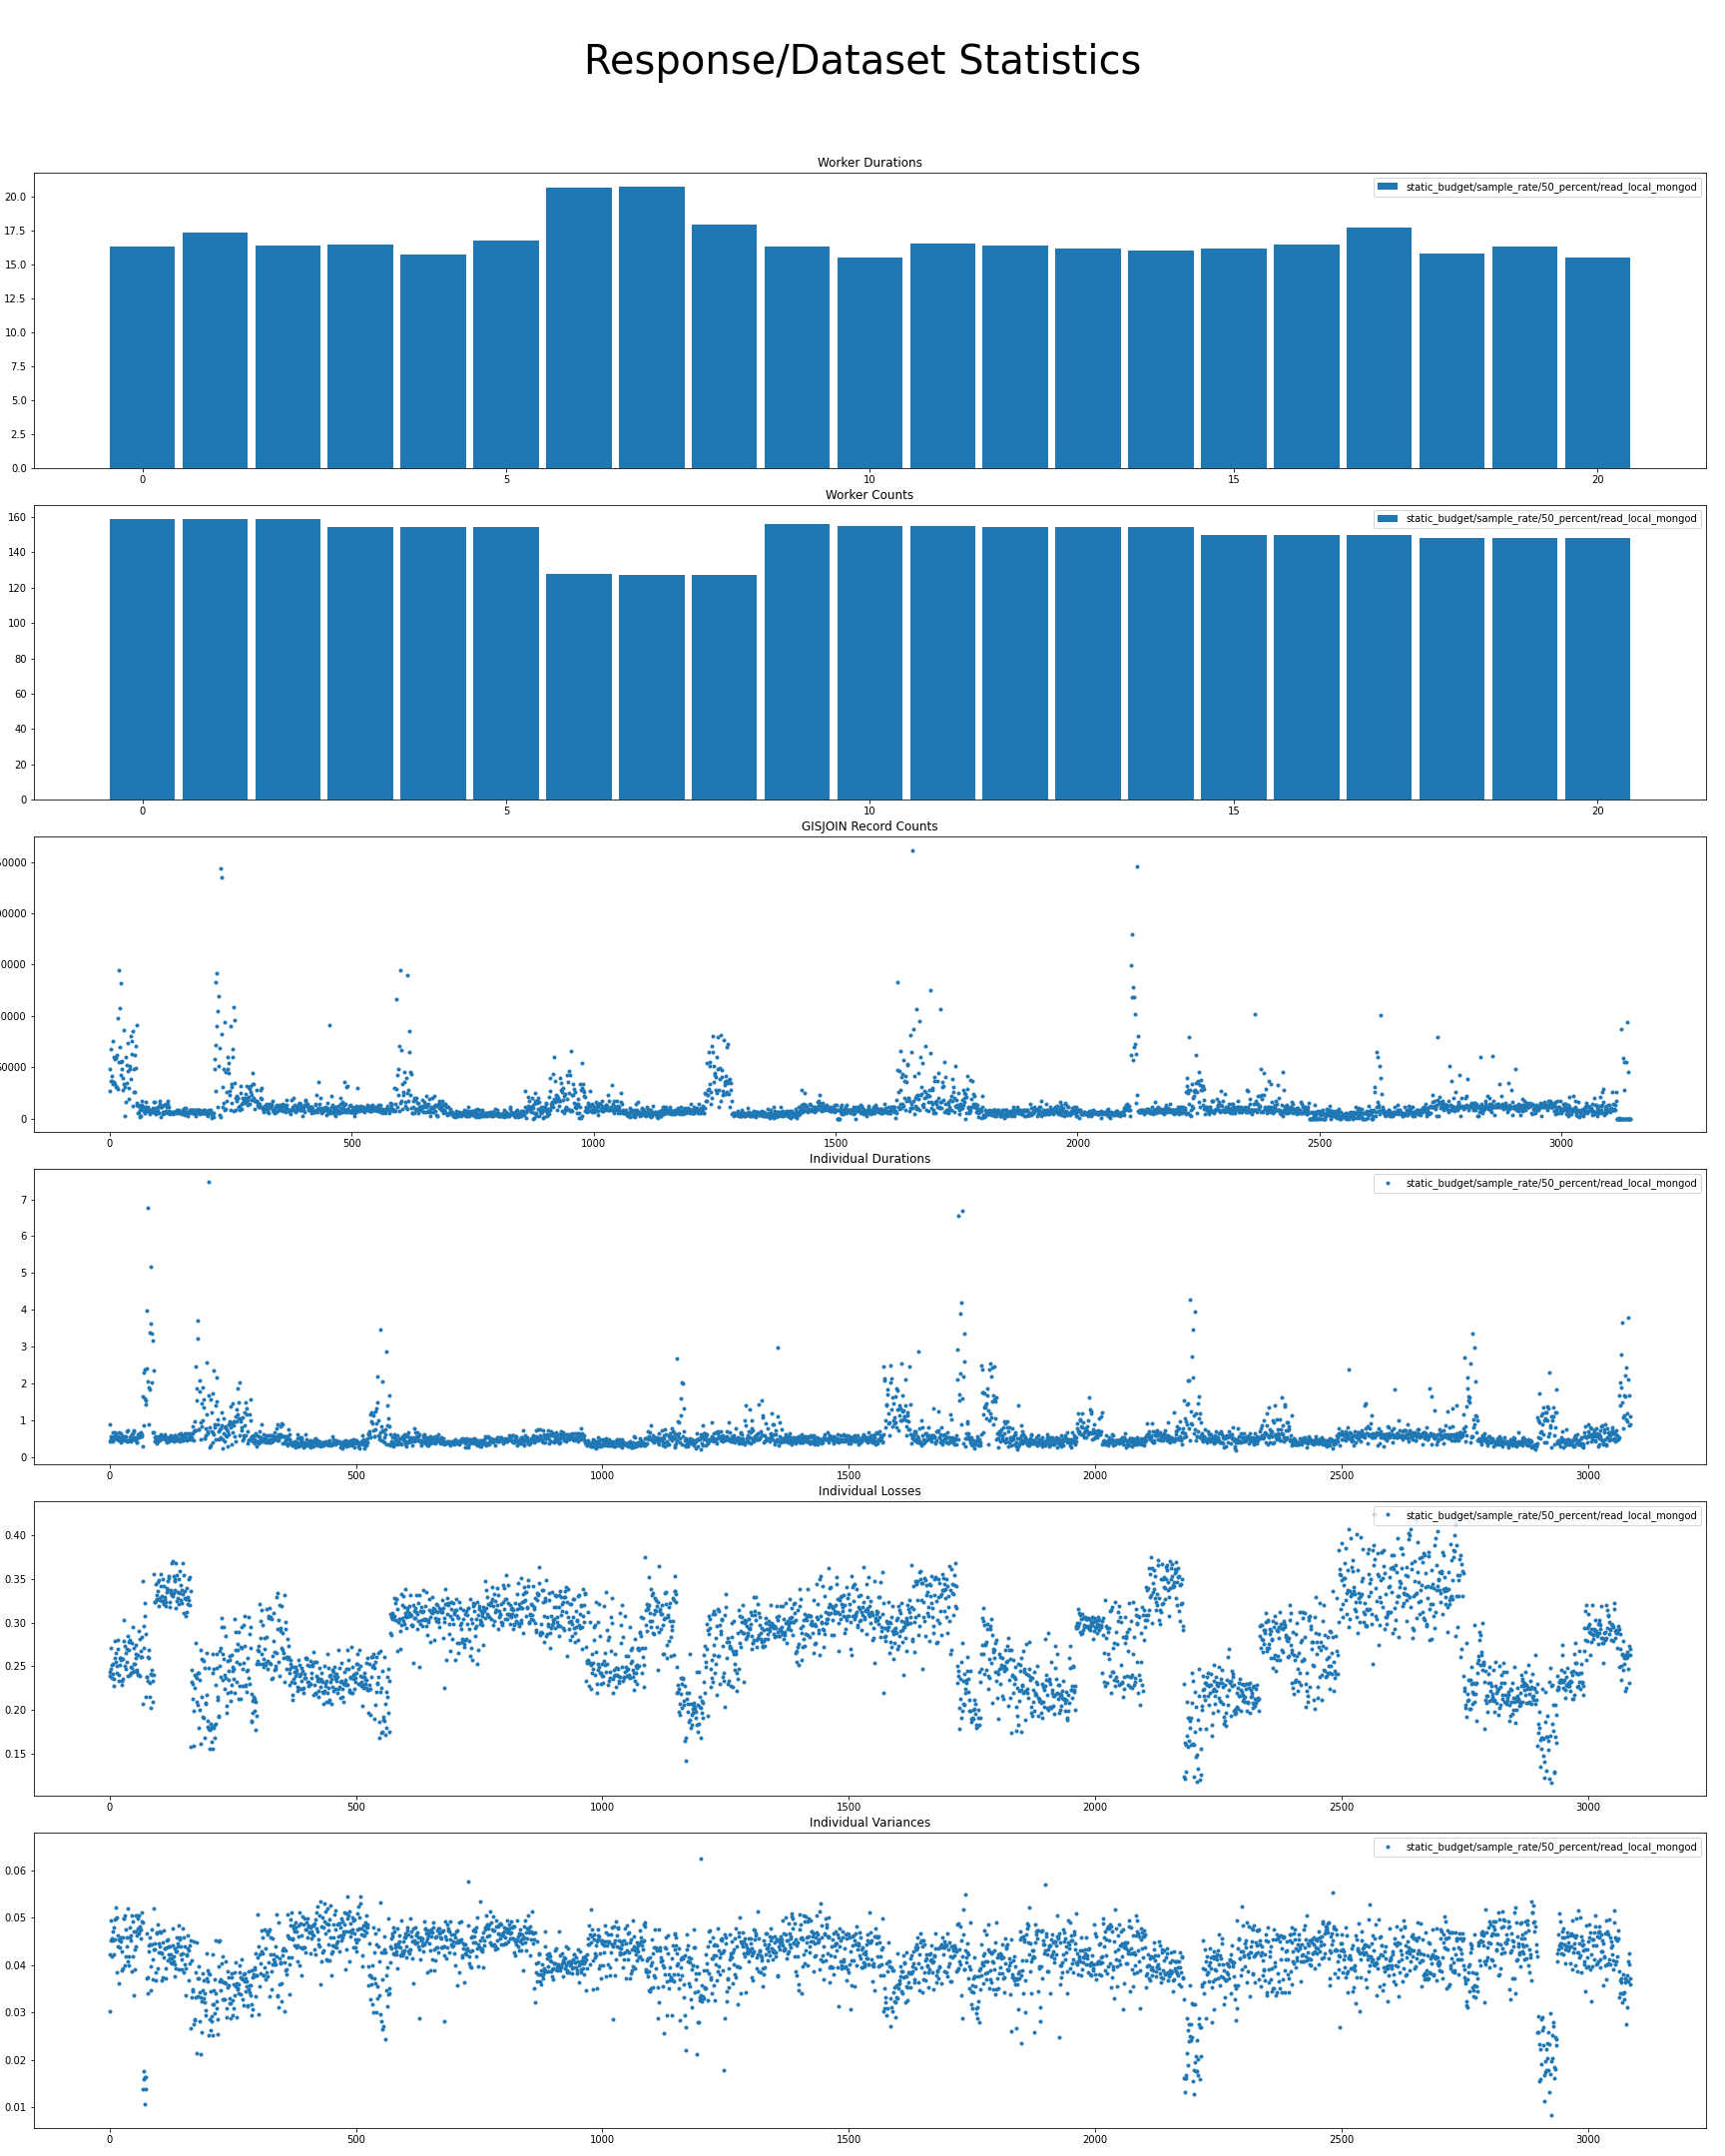 Response/Dataset Statistics
Worker Durations
static_budget/sample_rate/50_percent/read_local_mongod
20.0
17.5
15.0
12.5
10.0
7.5
5.0
2.5
0.0
0 5 10 15 20
Worker Counts
static_budget/sample_rate/50_percent/read_local_mongod
160
140
120
100
80
60
40
20
0
0 5 10 15 20
GISJOIN Record Counts
50000
00000
50000
00000
50000
0
0 500 1000 1500 2000 2500 3000
Individual Durations
static_budget/sample_rate/50_percent/read_local_mongod
7
6
5
4
3
2
1
0
0 500 1000 1500 2000 2500 3000
Individual Losses
static_budget/sample_rate/50_percent/read_local_mongod
0.40
0.35
0.30
0.25
0.20
0.15
0 500 1000 1500 2000 2500 3000
Individual Variances
static_budget/sample_rate/50_percent/read_local_mongod
0.06
0.05
0.04
0.03
0.02
0.01
0 500 1000 1500 2000 2500 3000